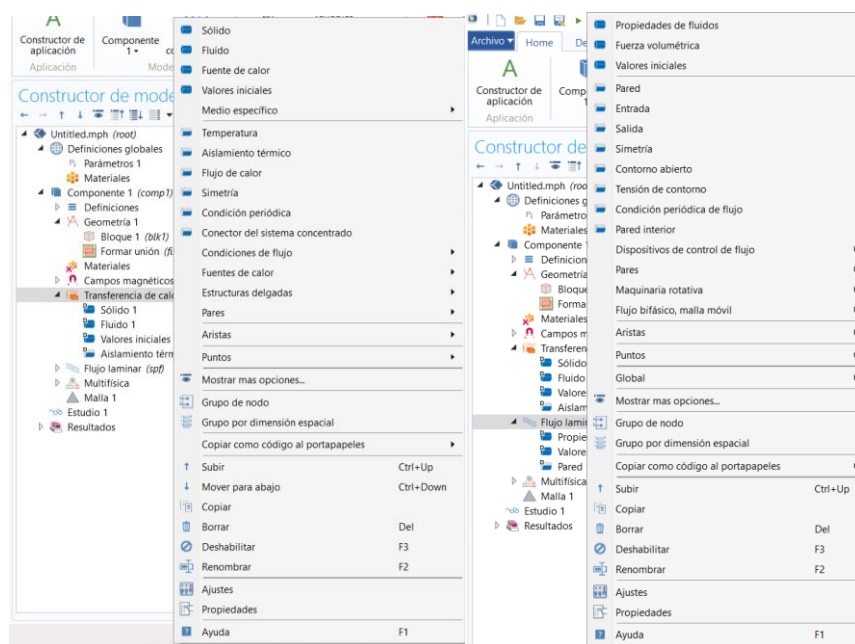 A
Constructor de
aplicación
Aplicación
Componente
1
Mode
Constructor de mode
Untitled.mph (root)
Definiciones globales
Pi Parámetros 1
Materiales
Componente 1 (comp1)
Definiciones
Geometría 1
Bloque 1 (blk1)
Formar unión (fi
Materiales
Campos magnéticos
Transferencia de calo
Sólido 1
Fluido 1
Valores iniciales
Aislamiento térm
Flujo laminar (spf)
Multifísica
Malla 1
Estudio 1
Resultados
Sólido
Fluido
Fuente de calor
Valores iniciales
Medio específico
Temperatura
Aislamiento térmico
Flujo de calor
Simetría
Condición periódica
Conector del sistema concentrado
Condiciones de flujo
Fuentes de calor
Estructuras delgadas
Pares
Aristas
Puntos
Mostrar mas opciones...
Grupo de nodo
Grupo por dimensión espacial
Copiar como código al portapapeles
Subir Ctrl+Up
Mover para abajo Ctrl+Down
Copiar
Borrar Del
Deshabilitar F3
Renombrar F2
Ajustes
Propiedades
Ayuda F1
Archivo Home De
A
Constructor de
aplicación
Aplicación
Comp
1
Constructor de
Untitled.mph (roo
Definiciones g
Pi Parámetro
Materiales
Componente
Definicion
Geometría
Bloque
Forma
Materiales
Campos m
Transferen
Sólido
Fluido
Valore
Aislam
Flujo lamin
Propie
Valore
Pared
Multifísica
Malla 1
Estudio 1
Resultados
Propiedades de fluidos
Fuerza volumétrica
Valores iniciales
Pared
Entrada
Salida
Simetría
Contorno abierto
Tensión de contorno
Condición periódica de flujo
Pared interior
Dispositivos de control de flujo
Pares
Maquinaria rotativa
Flujo bifásico, malla móvil
Aristas
Puntos
Global
Mostrar mas opciones...
Grupo de nodo
Grupo por dimensión espacial
Copiar como código al portapapeles
Subir Ctrl+Up
Copiar
Borrar Del
Deshabilitar F3
Renombrar F2
Ajustes
Propiedades
Ayuda F1